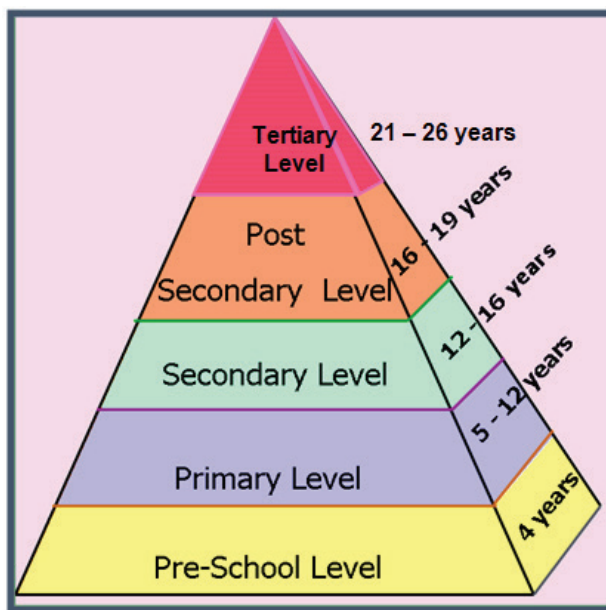 Tertiary
Level
21 – 26 years
Post
Secondary Level
16 - 19 years
Secondary Level
12 - 16 years
Primary Level
5 - 12 years
Pre-School Level
4 years